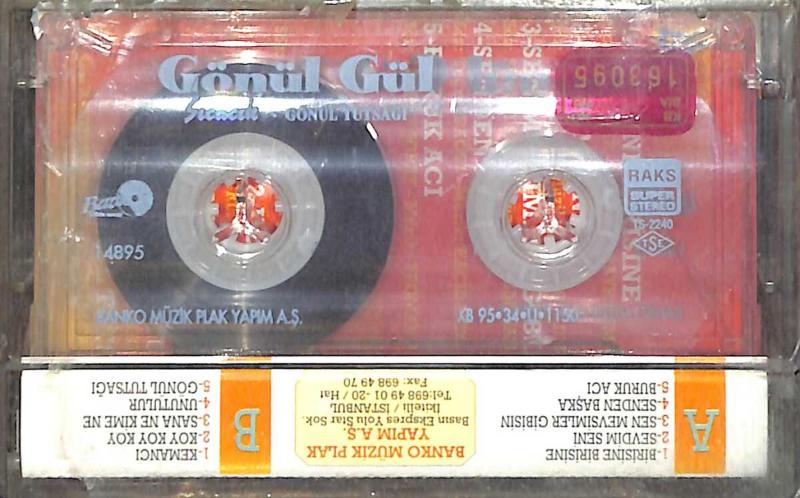 Gönül Gül
Sıcacık - GÖNÜL TUTSAĞI
163095
RAKS
SUPER
STEREO
TS-2240
TSE
14895
BANKO MÜZİK PLAK YAPIM A.Ş.
KB 95•34•Ü•1150
A
1-BİRİSİNE BİRİSİNE
2-SEVDİM SENİ
3-SEN MEVSİMLER GİBİSİN
4-SENDEN BAŞKA
5-BURUK ACI
BANKO MÜZİK PLAK
YAPIM A.Ş.
Basın Ekspres Yolu Star Sok.
İkitelli / İSTANBUL
Tel:698 49 01 -20 / Hat
Fax: 698 49 70
B
1- KEMANCI
2-KOY KOY KOY
3- SANA NE KİME NE
4- UNUTULUR
5- GÖNÜL TUTSAĞI